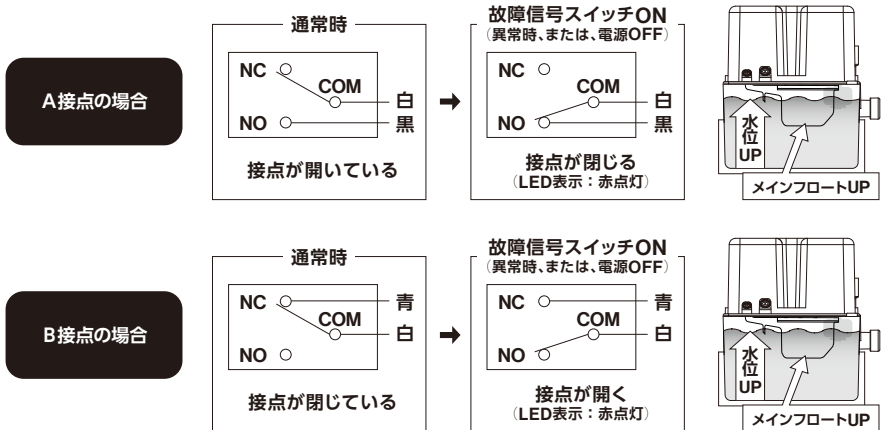 A接点の場合
通常時
NC
COM
白
NO
黒
接点が開いている
故障信号スイッチON
（異常時、または、電源OFF）
NC
COM
白
NO
黒
接点が閉じる
（LED表示：赤点灯）
水位
UP
メインフロートUP
B接点の場合
通常時
NC
青
COM
白
NO
接点が閉じている
故障信号スイッチON
（異常時、または、電源OFF）
NC
青
COM
白
NO
接点が開く
（LED表示：赤点灯）
水位
UP
メインフロートUP